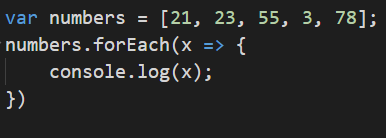 var numbers = [21, 23, 55, 3, 78];
numbers.forEach(x => {
    console.log(x);
})